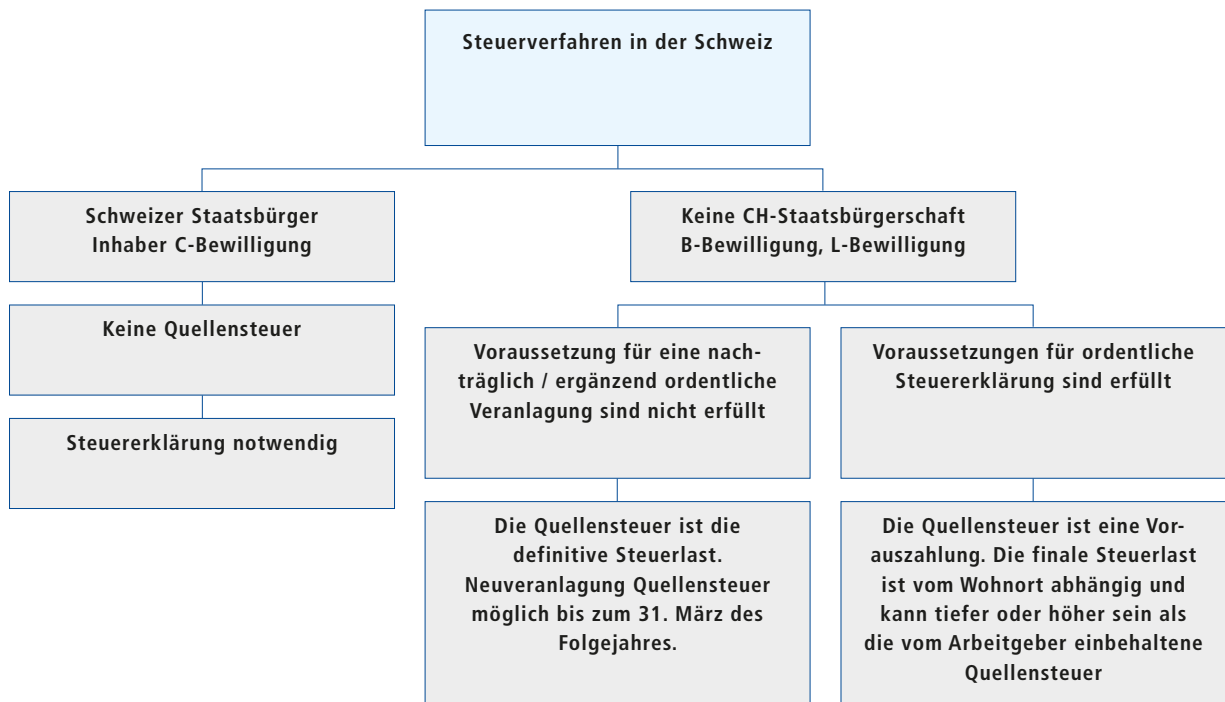 Steuerverfahren in der Schweiz
Schweizer Staatsbürger
Inhaber C-Bewilligung
Keine Quellensteuer
Steuererklärung notwendig
Keine CH-Staatsbürgerschaft
B-Bewilligung, L-Bewilligung
Voraussetzung für eine nach-
träglich / ergänzend ordentliche
Veranlagung sind nicht erfüllt
Die Quellensteuer ist die
definitive Steuerlast.
Neuveranlagung Quellensteuer
möglich bis zum 31. März des
Folgejahres.
Voraussetzungen für ordentliche
Steuererklärung sind erfüllt
Die Quellensteuer ist eine Vor-
auszahlung. Die finale Steuerlast
ist vom Wohnort abhängig und
kann tiefer oder höher sein als
die vom Arbeitgeber einbehaltene
Quellensteuer